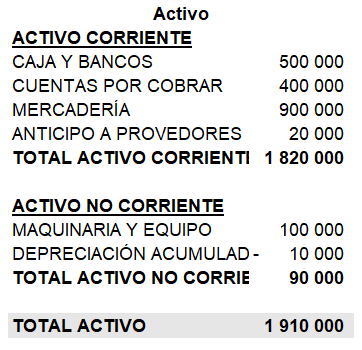 Activo
ACTIVO CORRIENTE
CAJA Y BANCOS 500 000
CUENTAS POR COBRAR 400 000
MERCADERÍA 900 000
ANTICIPO A PROVEDORES 20 000
TOTAL ACTIVO CORRIENTE 1 820 000
ACTIVO NO CORRIENTE
MAQUINARIA Y EQUIPO 100 000
DEPRECIACIÓN ACUMULAD - 10 000
TOTAL ACTIVO NO CORRIE 90 000
TOTAL ACTIVO 1 910 000